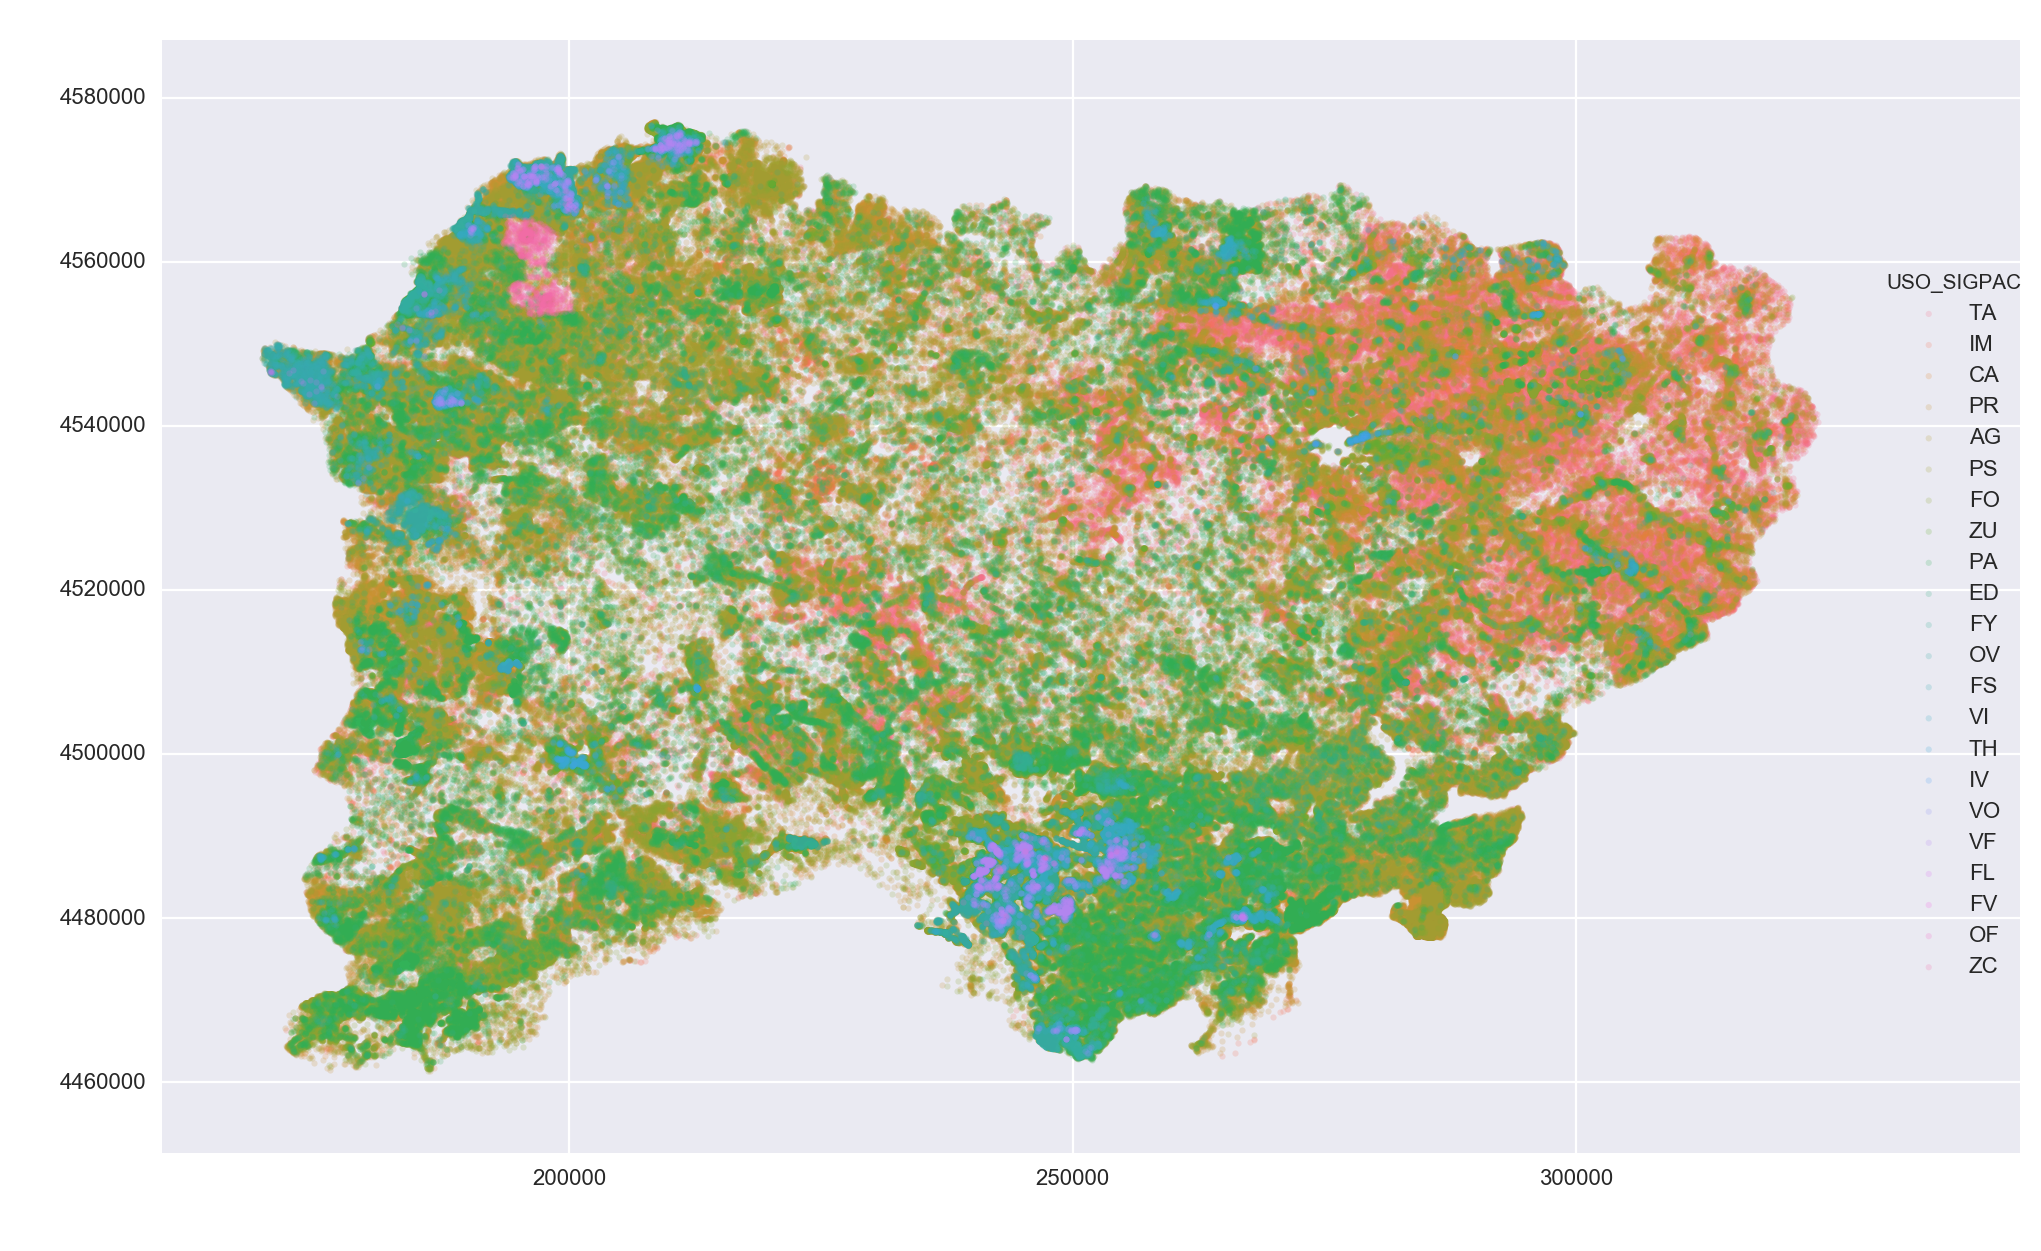 4580000
4560000
4540000
4520000
4500000
4480000
4460000
200000
250000
300000
USO_SIGPAC
TA
IM
CA
PR
AG
PS
FO
ZU
PA
ED
FY
OV
FS
VI
TH
IV
VO
VF
FL
FV
OF
ZC